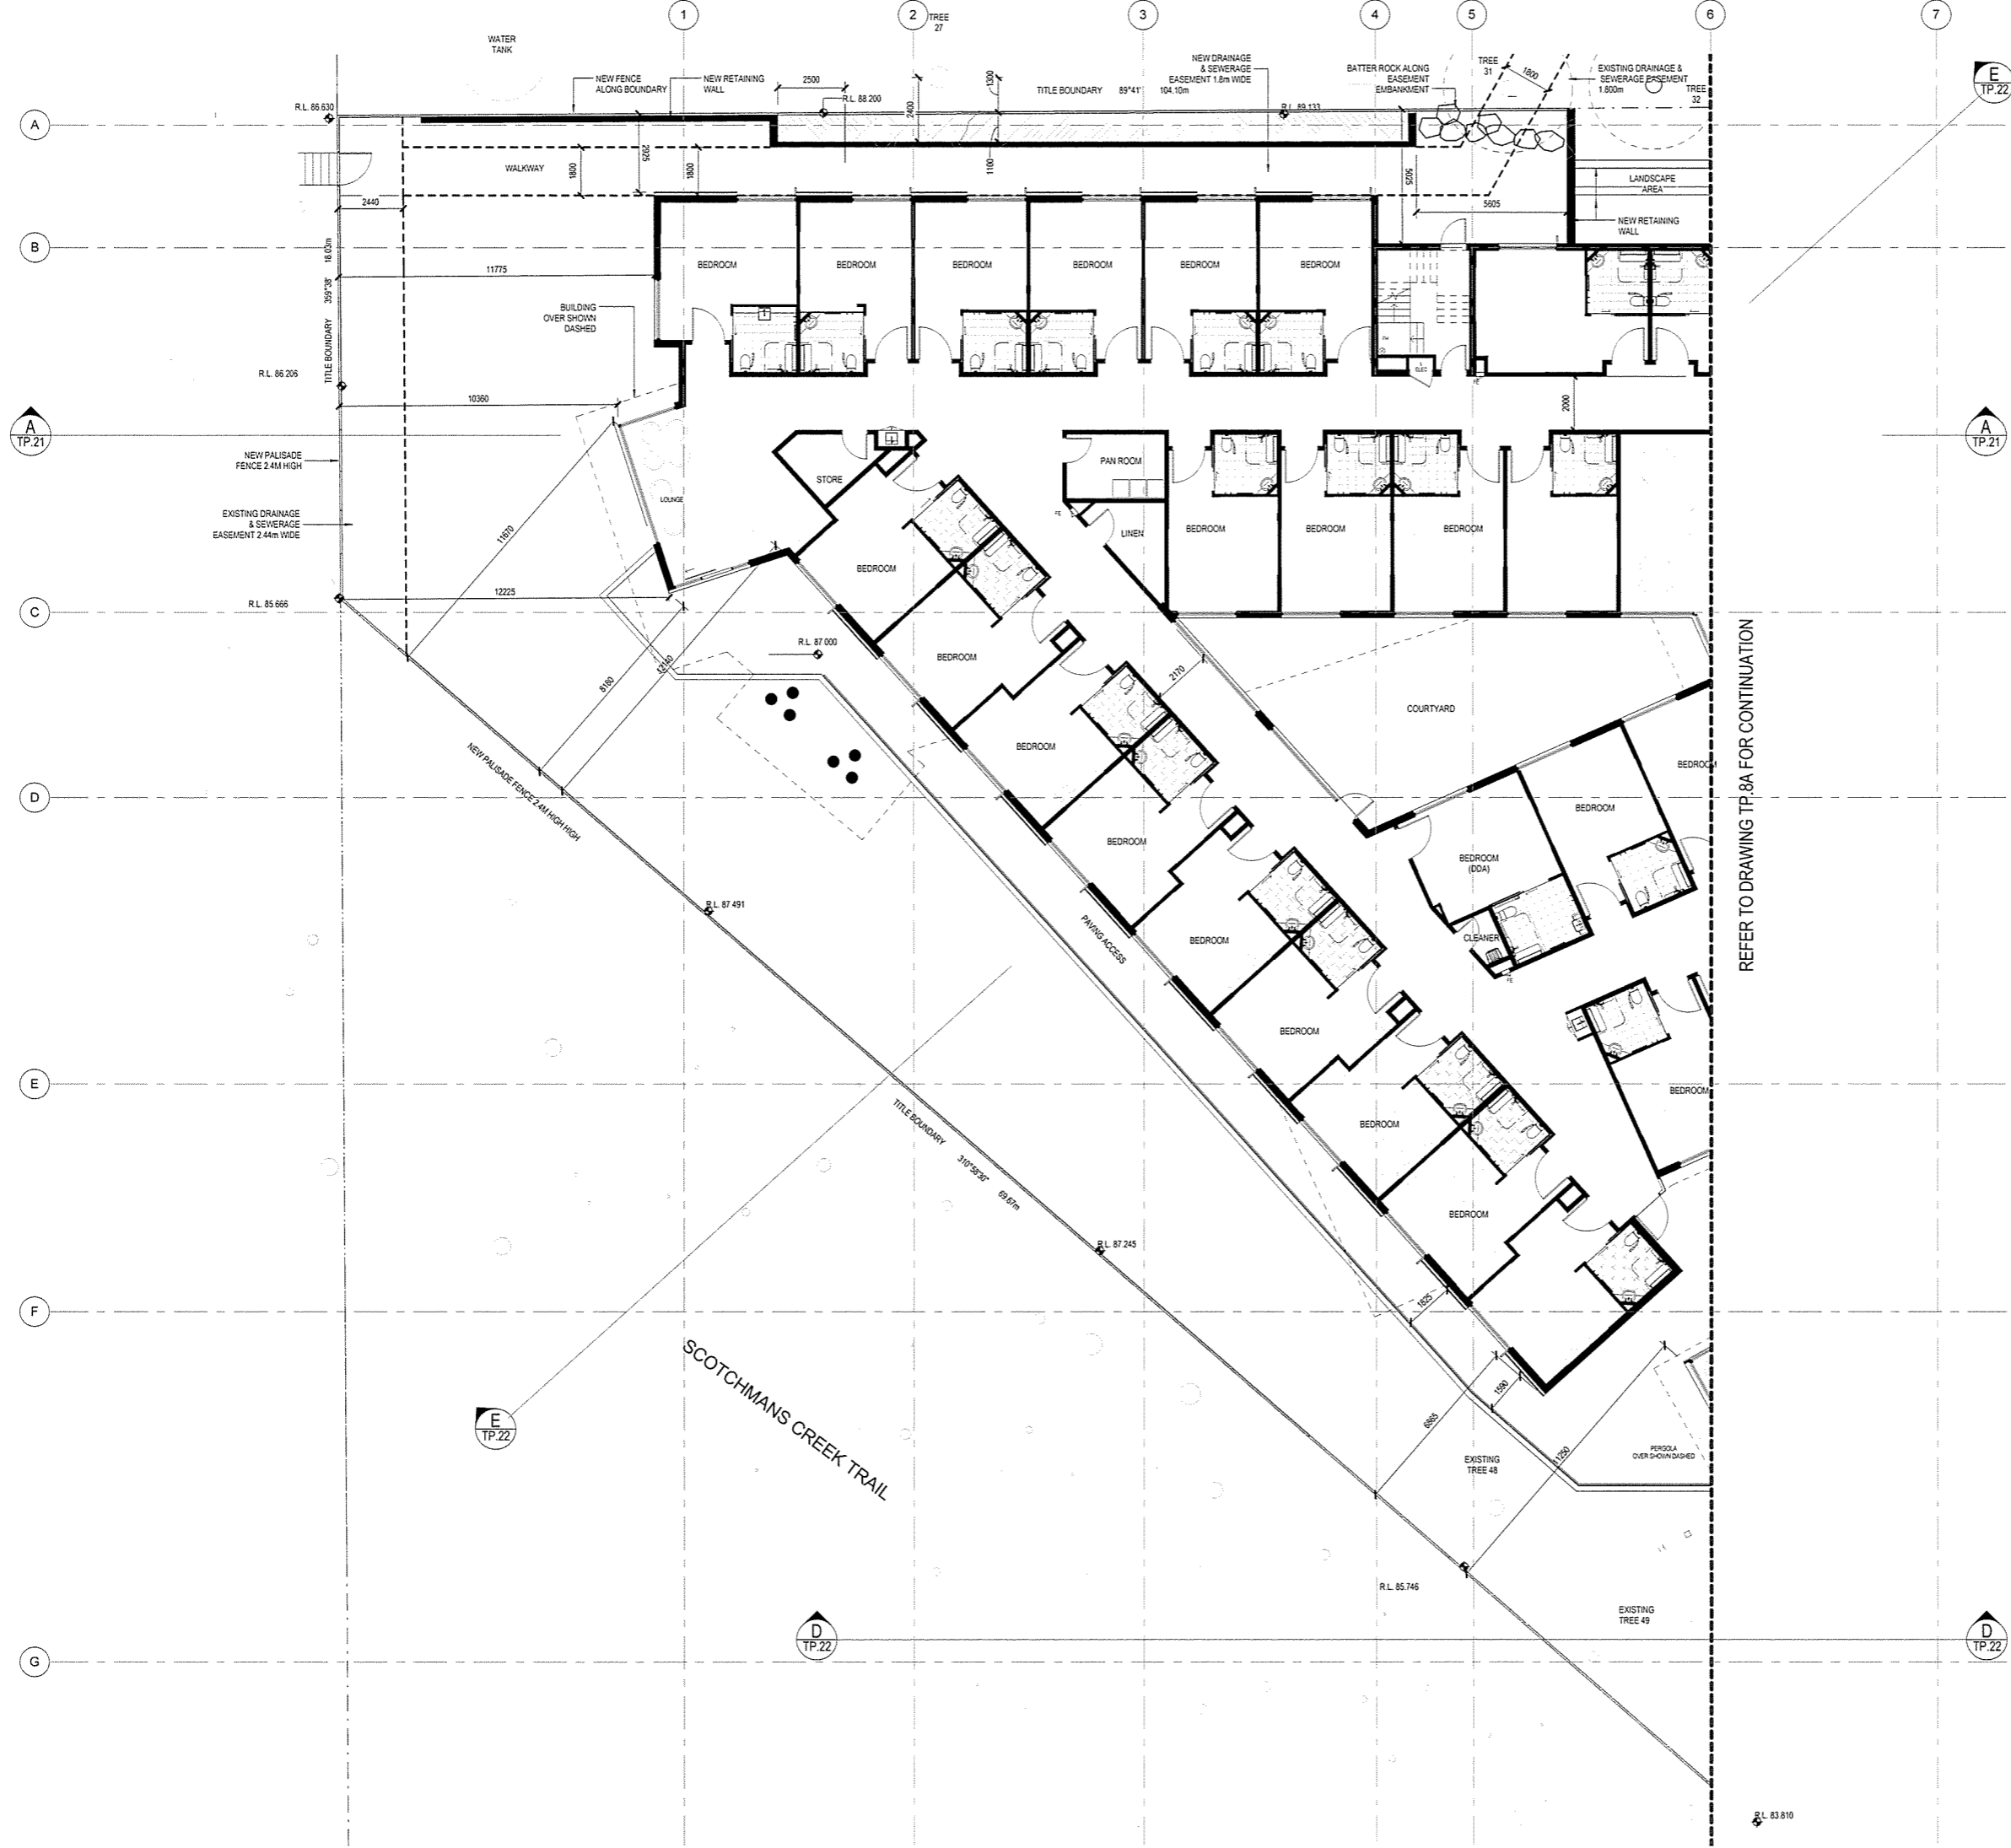 1
2
3
4
5
6
7
TREE
27
WATER
TANK
NEW FENCE
ALONG BOUNDARY
NEW RETAINING
WALL
2500
R.L. 88.200
2400
1300
TITLE BOUNDARY 89°41' 104.10m
NEW DRAINAGE
& SEWERAGE
EASEMENT 1.8m WIDE
R.L. 89.133
BATTER ROCK ALONG
EASEMENT
EMBANKMENT
TREE
31
1800
EXISTING DRAINAGE &
SEWERAGE EASEMENT
1.800m
TREE
32
E
TP.22
R.L. 86.630
A
WALKWAY
1800
2925
1800
1100
5025
5605
LANDSCAPE
AREA
NEW RETAINING
WALL
2440
B
TITLE BOUNDARY 359°38' 18.03m
11775
BUILDING
OVER SHOWN
DASHED
BEDROOM
BEDROOM
BEDROOM
BEDROOM
BEDROOM
BEDROOM
ELEC
FE
R.L. 86.206
10360
2000
A
TP.21
A
TP.21
NEW PALISADE
FENCE 2.4M HIGH
EXISTING DRAINAGE
& SEWERAGE
EASEMENT 2.44m WIDE
LOUNGE
STORE
PAN ROOM
FE
LINEN
BEDROOM
BEDROOM
BEDROOM
11670
BEDROOM
12225
R.L. 85.666
C
R.L. 87.000
BEDROOM
8160
12140
2170
COURTYARD
REFER TO DRAWING TP.8A FOR CONTINUATION
NEW PALISADE FENCE 2.4M HIGH HIGH
BEDROOM
BEDROOM
D
BEDROOM
BEDROOM
BEDROOM
(DDA)
R.L. 87.491
PAVING ACCESS
BEDROOM
CLEANER
FE
BEDROOM
E
BEDROOM
TITLE BOUNDARY 310°58'30" 69.67m
BEDROOM
BEDROOM
R.L. 87.245
F
1825
SCOTCHMANS CREEK TRAIL
E
TP.22
1590
6865
11250
EXISTING
TREE 48
PERGOLA
OVER SHOWN DASHED
R.L. 85.746
EXISTING
TREE 49
D
TP.22
D
TP.22
G
R.L. 83.810